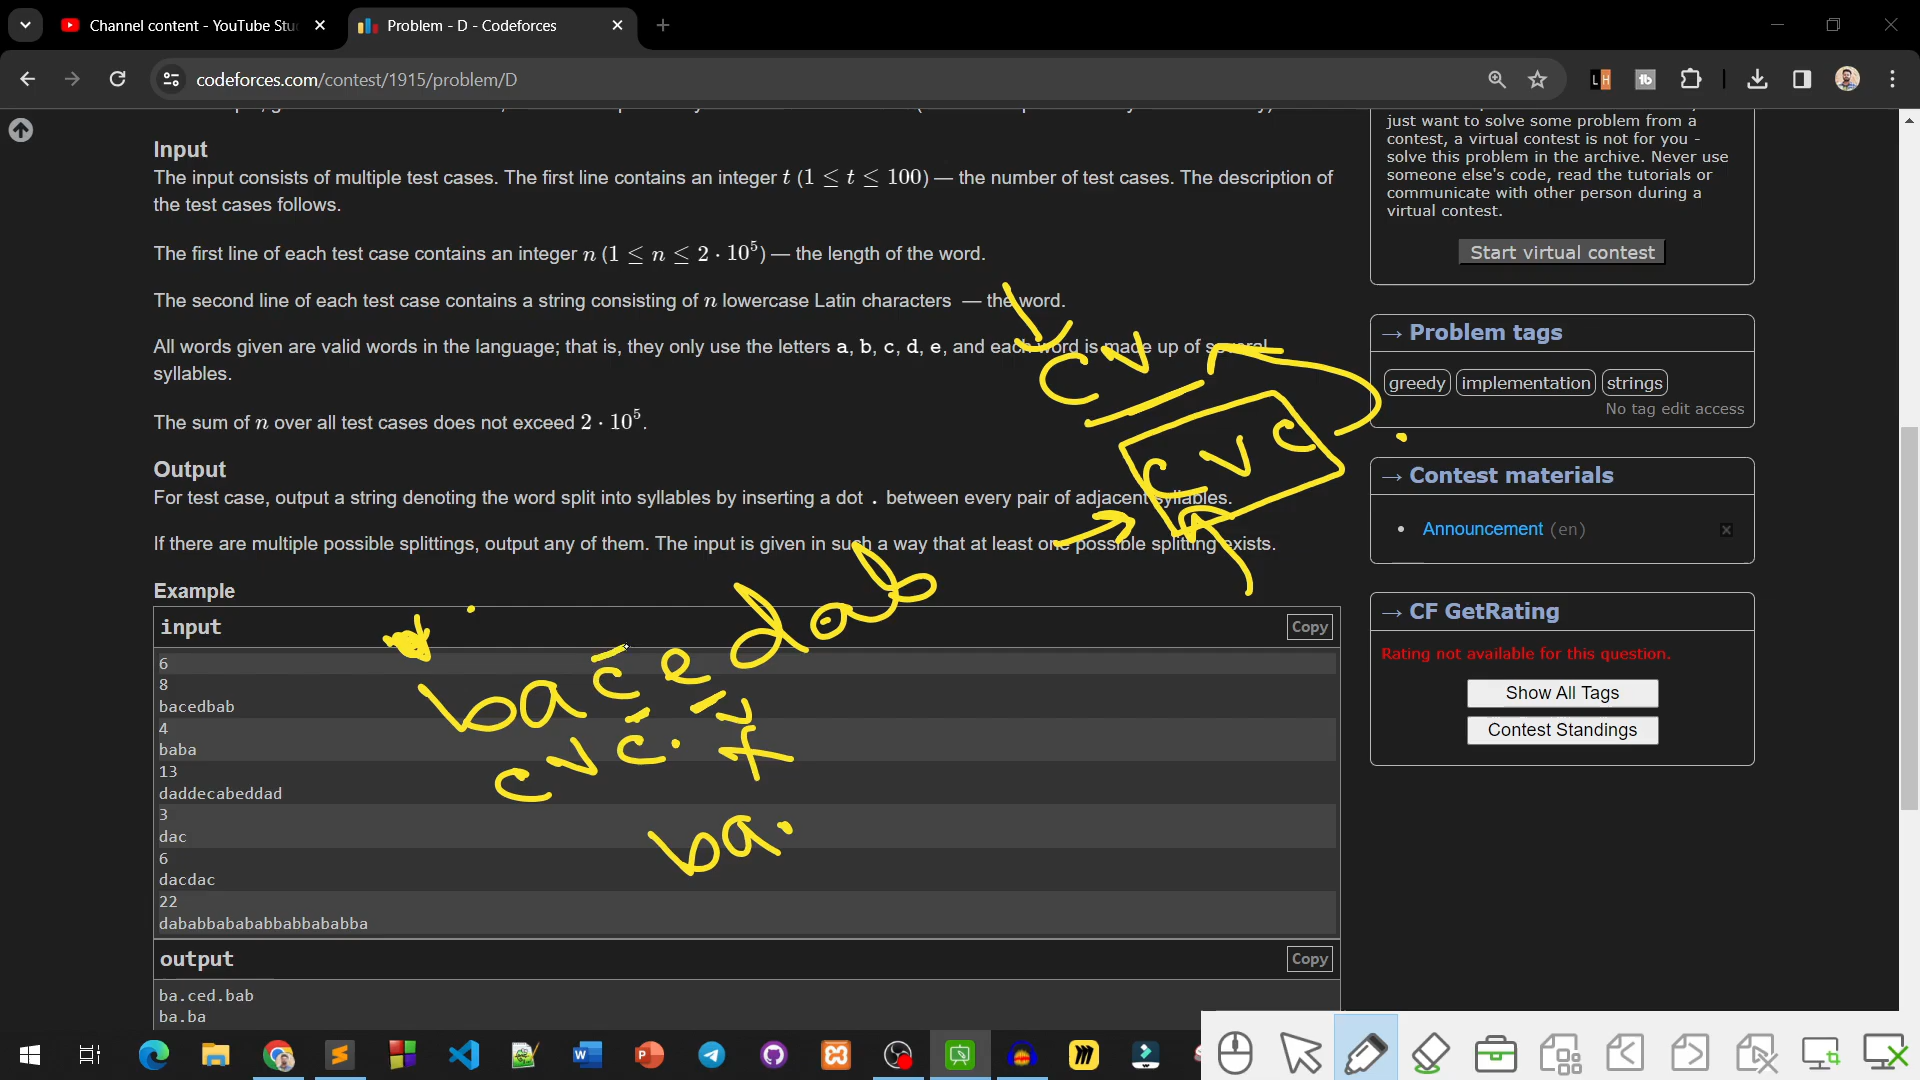 Channel content - YouTube Stu
Problem - D - Codeforces
codeforces.com/contest/1915/problem/D
Input
The input consists of multiple test cases. The first line contains an integer t (1 ≤ t ≤ 100) — the number of test cases. The description of
the test cases follows.
The first line of each test case contains an integer n (1 ≤ n ≤ 2 · 10^5) — the length of the word.
The second line of each test case contains a string consisting of n lowercase Latin characters — the word.
All words given are valid words in the language; that is, they only use the letters a, b, c, d, e, and each word is made up of several
syllables.
The sum of n over all test cases does not exceed 2 · 10^5.
Output
For test case, output a string denoting the word split into syllables by inserting a dot . between every pair of adjacent syllables.
If there are multiple possible splittings, output any of them. The input is given in such a way that at least one possible splitting exists.
Example
input
Copy
6
8
bacedbab
4
baba
13
daddecabeddad
3
dac
6
dacdac
22
dababbabababbabbababba
output
Copy
ba.ced.bab
ba.ba
C V
C V C
bace dab
C V C . V
ba.
just want to solve some problem from a
contest, a virtual contest is not for you -
solve this problem in the archive. Never use
someone else's code, read the tutorials or
communicate with other person during a
virtual contest.
Start virtual contest
→ Problem tags
greedy implementation strings
No tag edit access
→ Contest materials
Announcement (en)
→ CF GetRating
Rating not available for this question.
Show All Tags
Contest Standings